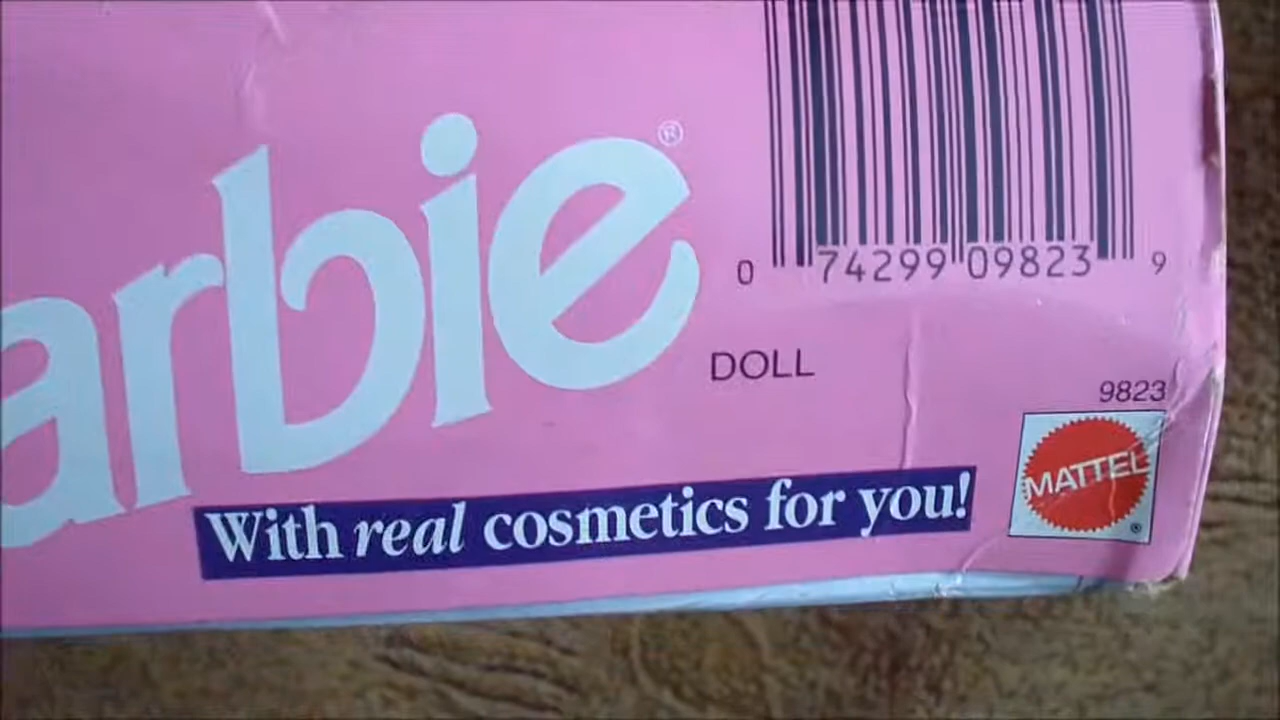 arbie®
0 74299 09823 9
DOLL
9823
MATTEL
®
With real cosmetics for you!